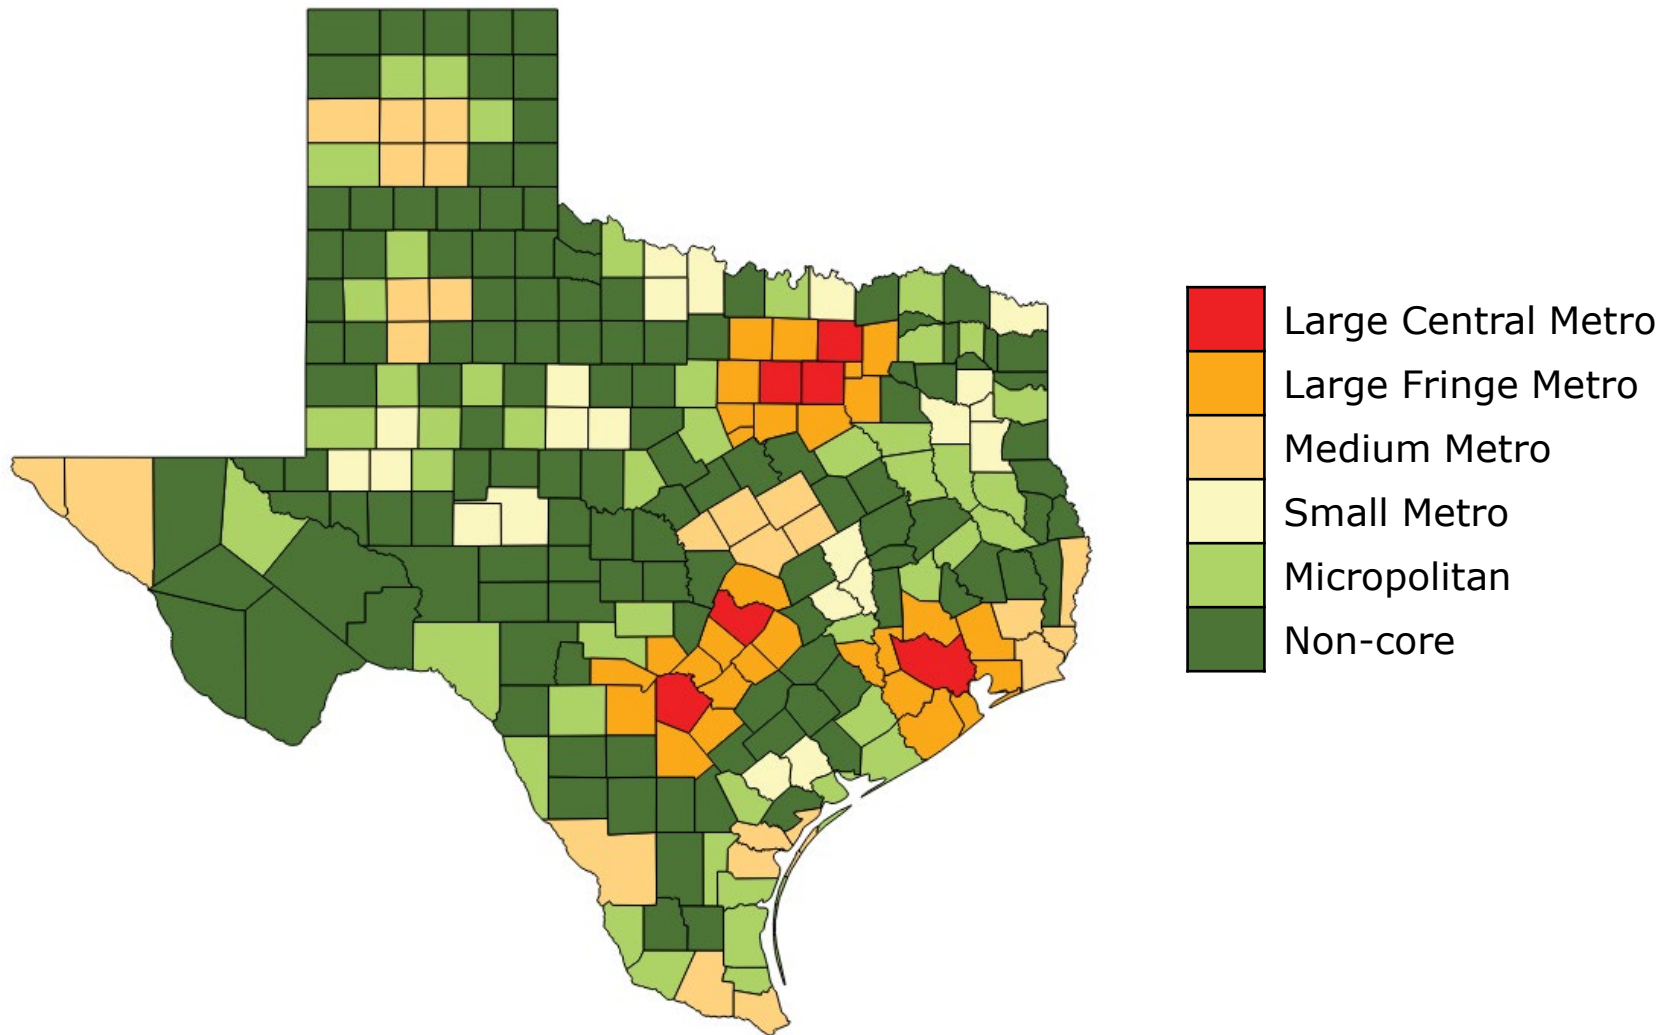 Large Central Metro
Large Fringe Metro
Medium Metro
Small Metro
Micropolitan
Non-core